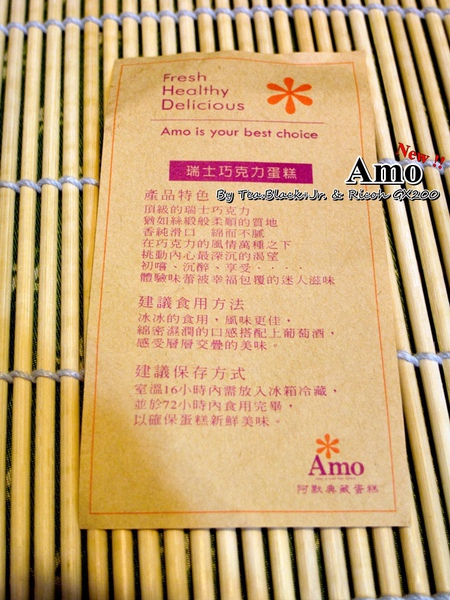 Fresh
Healthy
Delicious
Amo is your best choice
瑞士巧克力蛋糕
New !!
Amo
By Tea.Black.Jr. & Ricoh GX200
產品特色
頂級的瑞士巧克力
猶如絲緞般柔順的質地
香純滑口 綿而不膩
在巧克力的風情萬種之下
挑動內心最深沉的渴望
初嚐、沉醉、享受．．．．
體驗味蕾被幸福包覆的迷人滋味
建議食用方法
冰冰的食用，風味更佳，
綿密濕潤的口感搭配上葡萄酒，
感受層層交疊的美味。
建議保存方式
室溫16小時內需放入冰箱冷藏，
並於72小時內食用完畢，
以確保蛋糕新鮮美味。
Amo
阿默典藏蛋糕